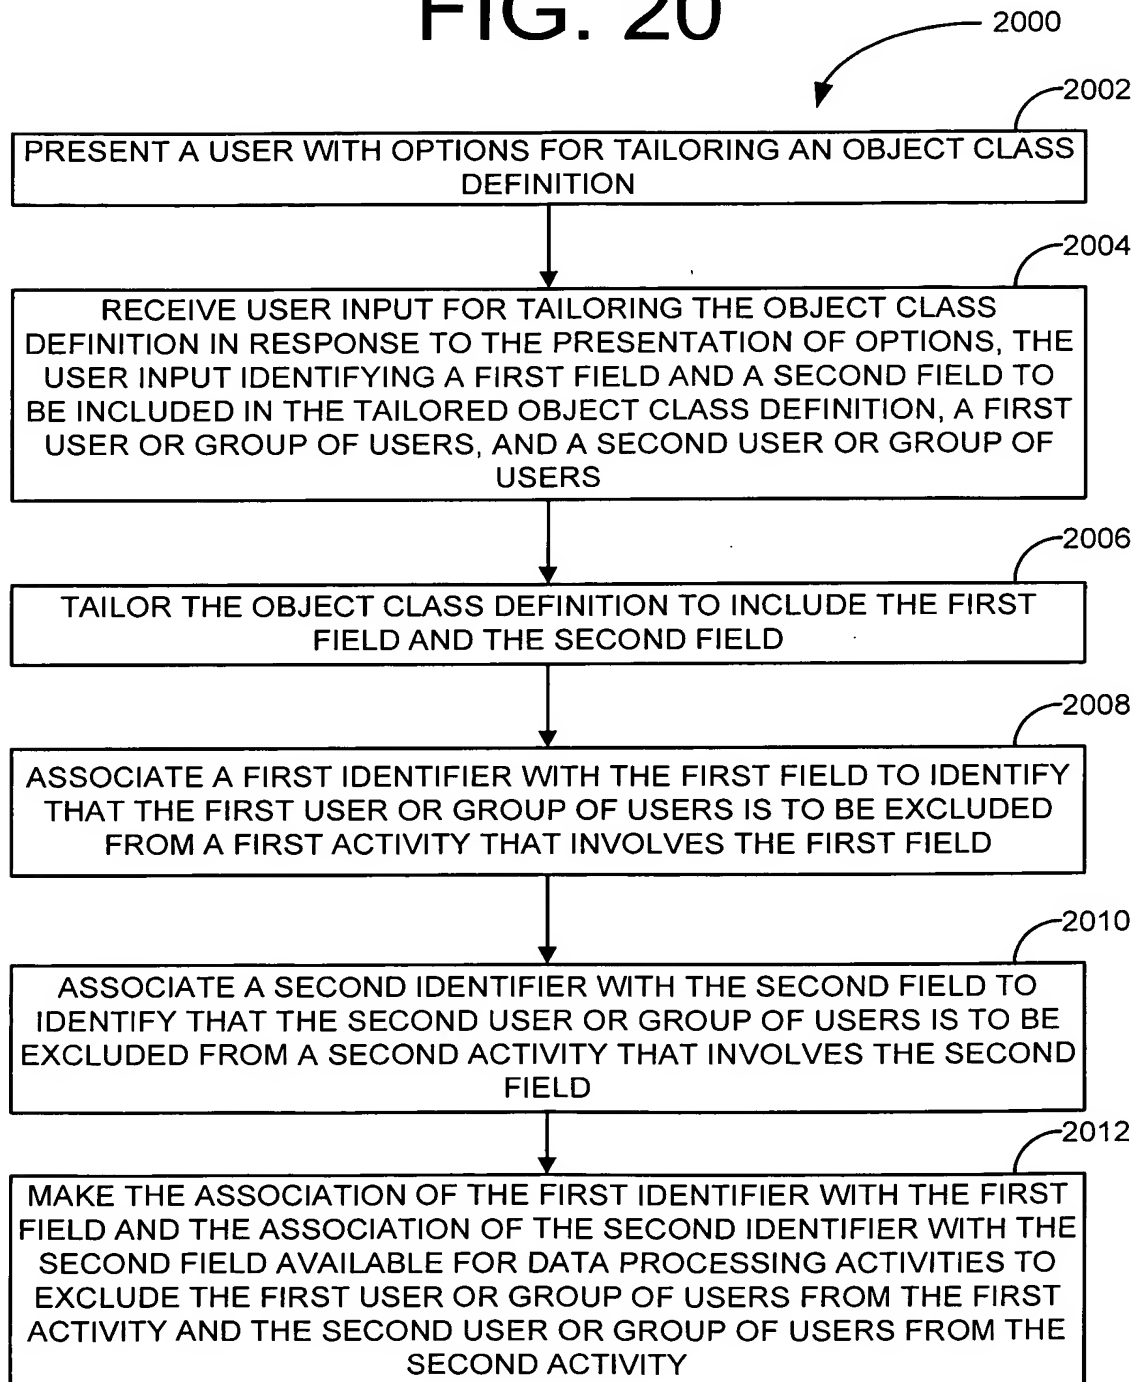 FIG. 20
2000
2002
PRESENT A USER WITH OPTIONS FOR TAILORING AN OBJECT CLASS
DEFINITION
2004
RECEIVE USER INPUT FOR TAILORING THE OBJECT CLASS
DEFINITION IN RESPONSE TO THE PRESENTATION OF OPTIONS, THE
USER INPUT IDENTIFYING A FIRST FIELD AND A SECOND FIELD TO
BE INCLUDED IN THE TAILORED OBJECT CLASS DEFINITION, A FIRST
USER OR GROUP OF USERS, AND A SECOND USER OR GROUP OF
USERS
2006
TAILOR THE OBJECT CLASS DEFINITION TO INCLUDE THE FIRST
FIELD AND THE SECOND FIELD
2008
ASSOCIATE A FIRST IDENTIFIER WITH THE FIRST FIELD TO IDENTIFY
THAT THE FIRST USER OR GROUP OF USERS IS TO BE EXCLUDED
FROM A FIRST ACTIVITY THAT INVOLVES THE FIRST FIELD
2010
ASSOCIATE A SECOND IDENTIFIER WITH THE SECOND FIELD TO
IDENTIFY THAT THE SECOND USER OR GROUP OF USERS IS TO BE
EXCLUDED FROM A SECOND ACTIVITY THAT INVOLVES THE SECOND
FIELD
2012
MAKE THE ASSOCIATION OF THE FIRST IDENTIFIER WITH THE FIRST
FIELD AND THE ASSOCIATION OF THE SECOND IDENTIFIER WITH THE
SECOND FIELD AVAILABLE FOR DATA PROCESSING ACTIVITIES TO
EXCLUDE THE FIRST USER OR GROUP OF USERS FROM THE FIRST
ACTIVITY AND THE SECOND USER OR GROUP OF USERS FROM THE
SECOND ACTIVITY